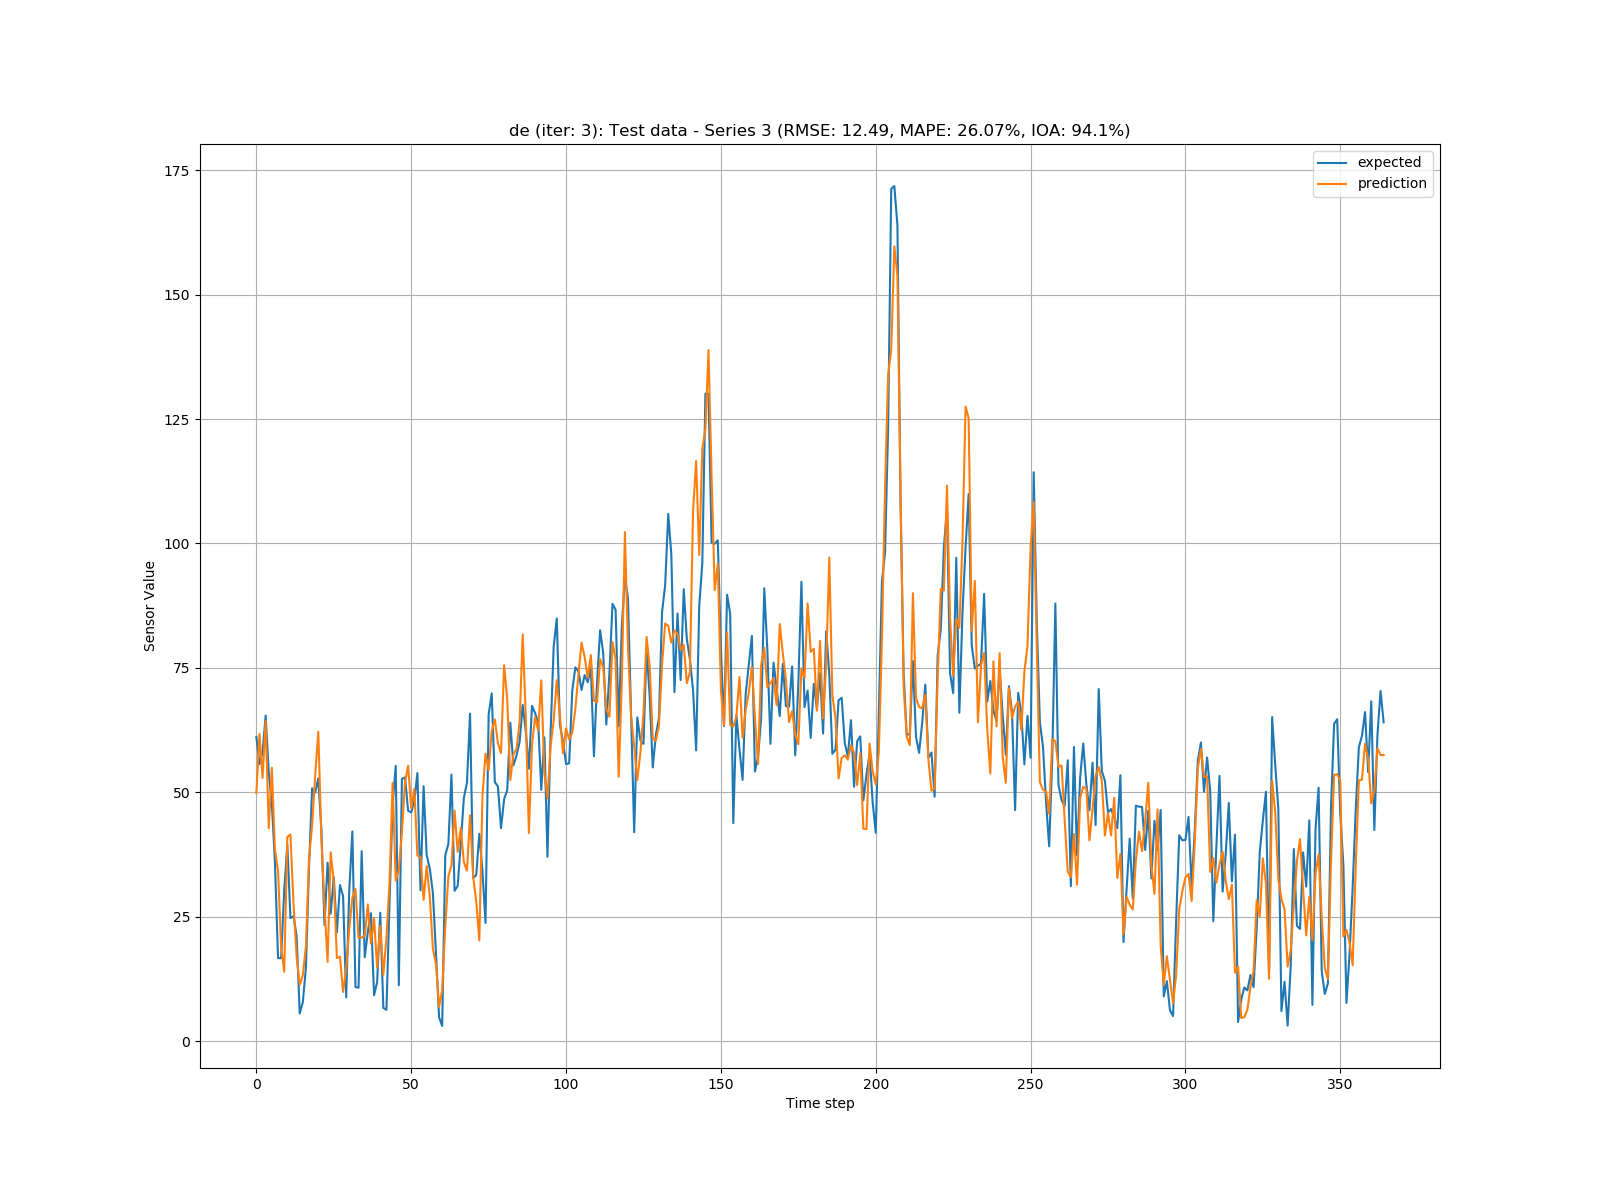 de (iter: 3): Test data - Series 3 (RMSE: 12.49, MAPE: 26.07%, IOA: 94.1%)
expected
prediction
175
150
125
100
75
50
25
0
Sensor Value
0 50 100 150 200 250 300 350
Time step